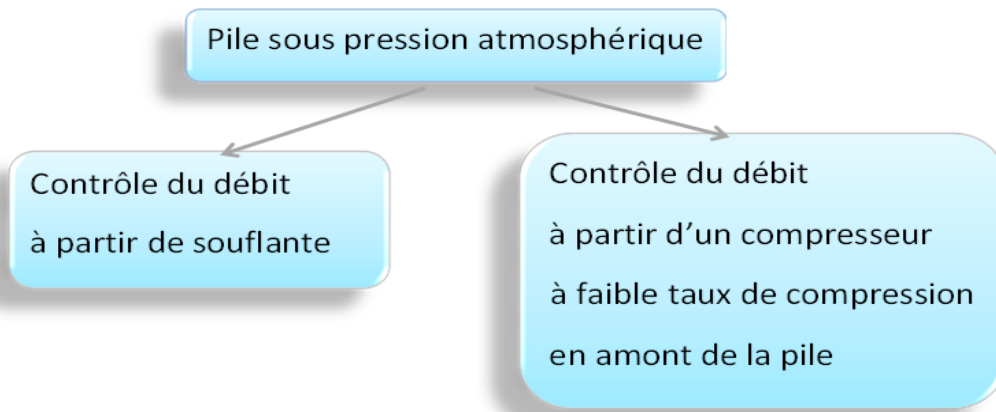 Pile sous pression atmosphérique
Contrôle du débit
à partir de souflante
Contrôle du débit
à partir d’un compresseur
à faible taux de compression
en amont de la pile